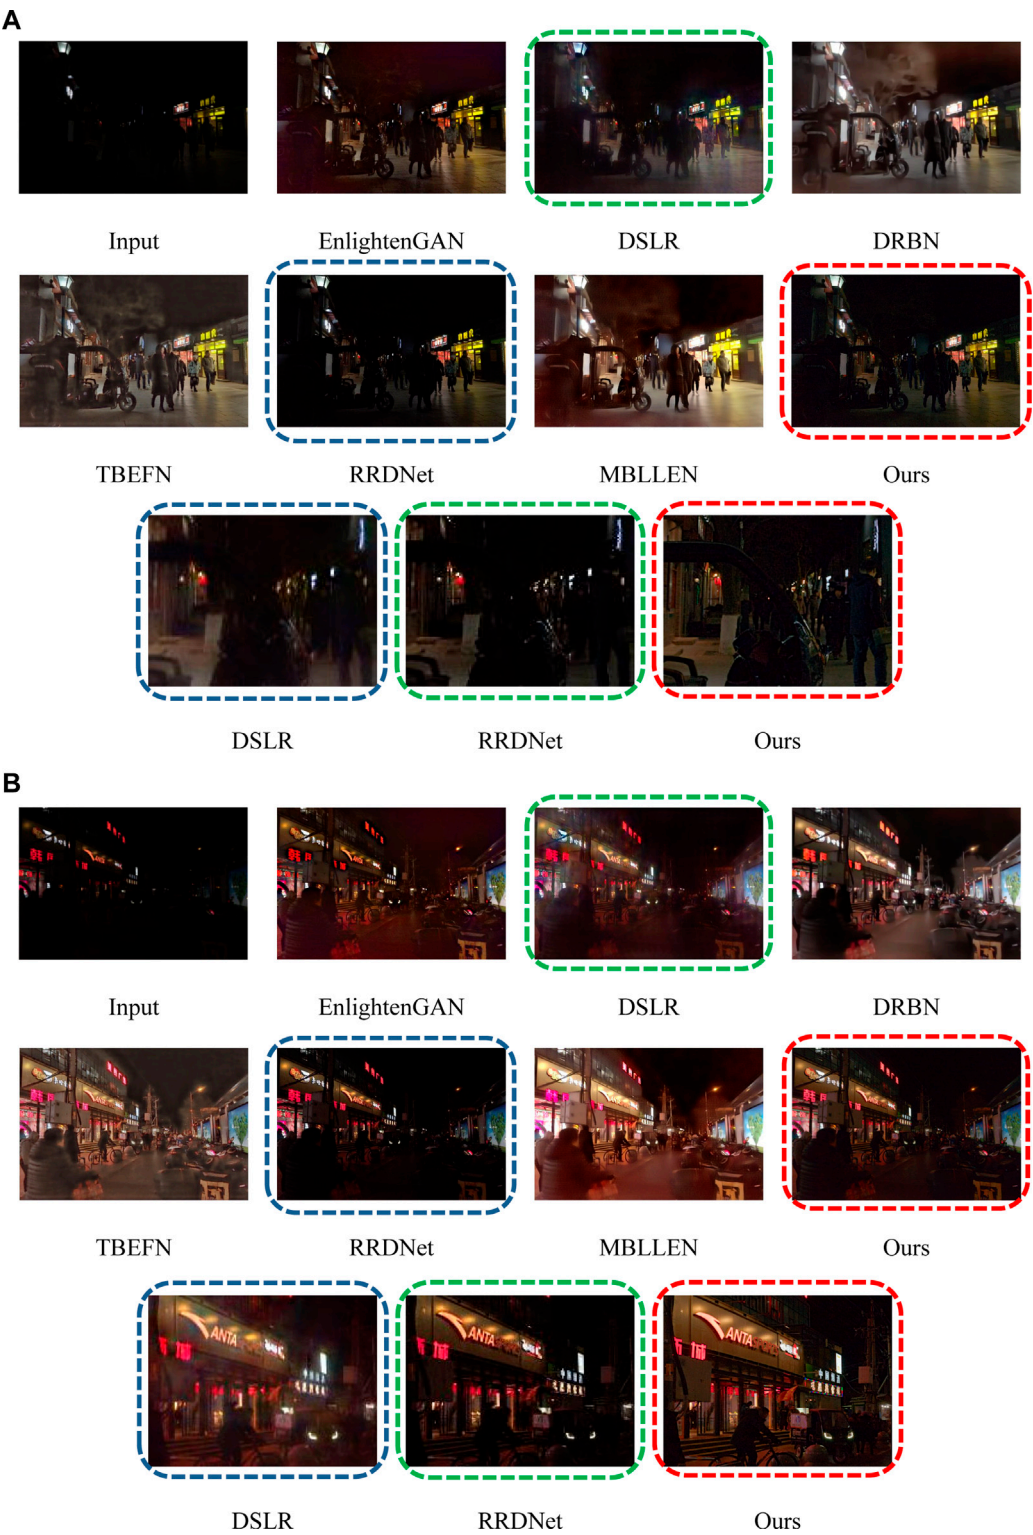 A
Input EnlightenGAN DSLR DRBN
TBEFN RRDNet MBLLEN Ours
DSLR RRDNet Ours
B
Input EnlightenGAN DSLR DRBN
TBEFN RRDNet MBLLEN Ours
ANTA
ANTA
ANTA
DSLR RRDNet Ours